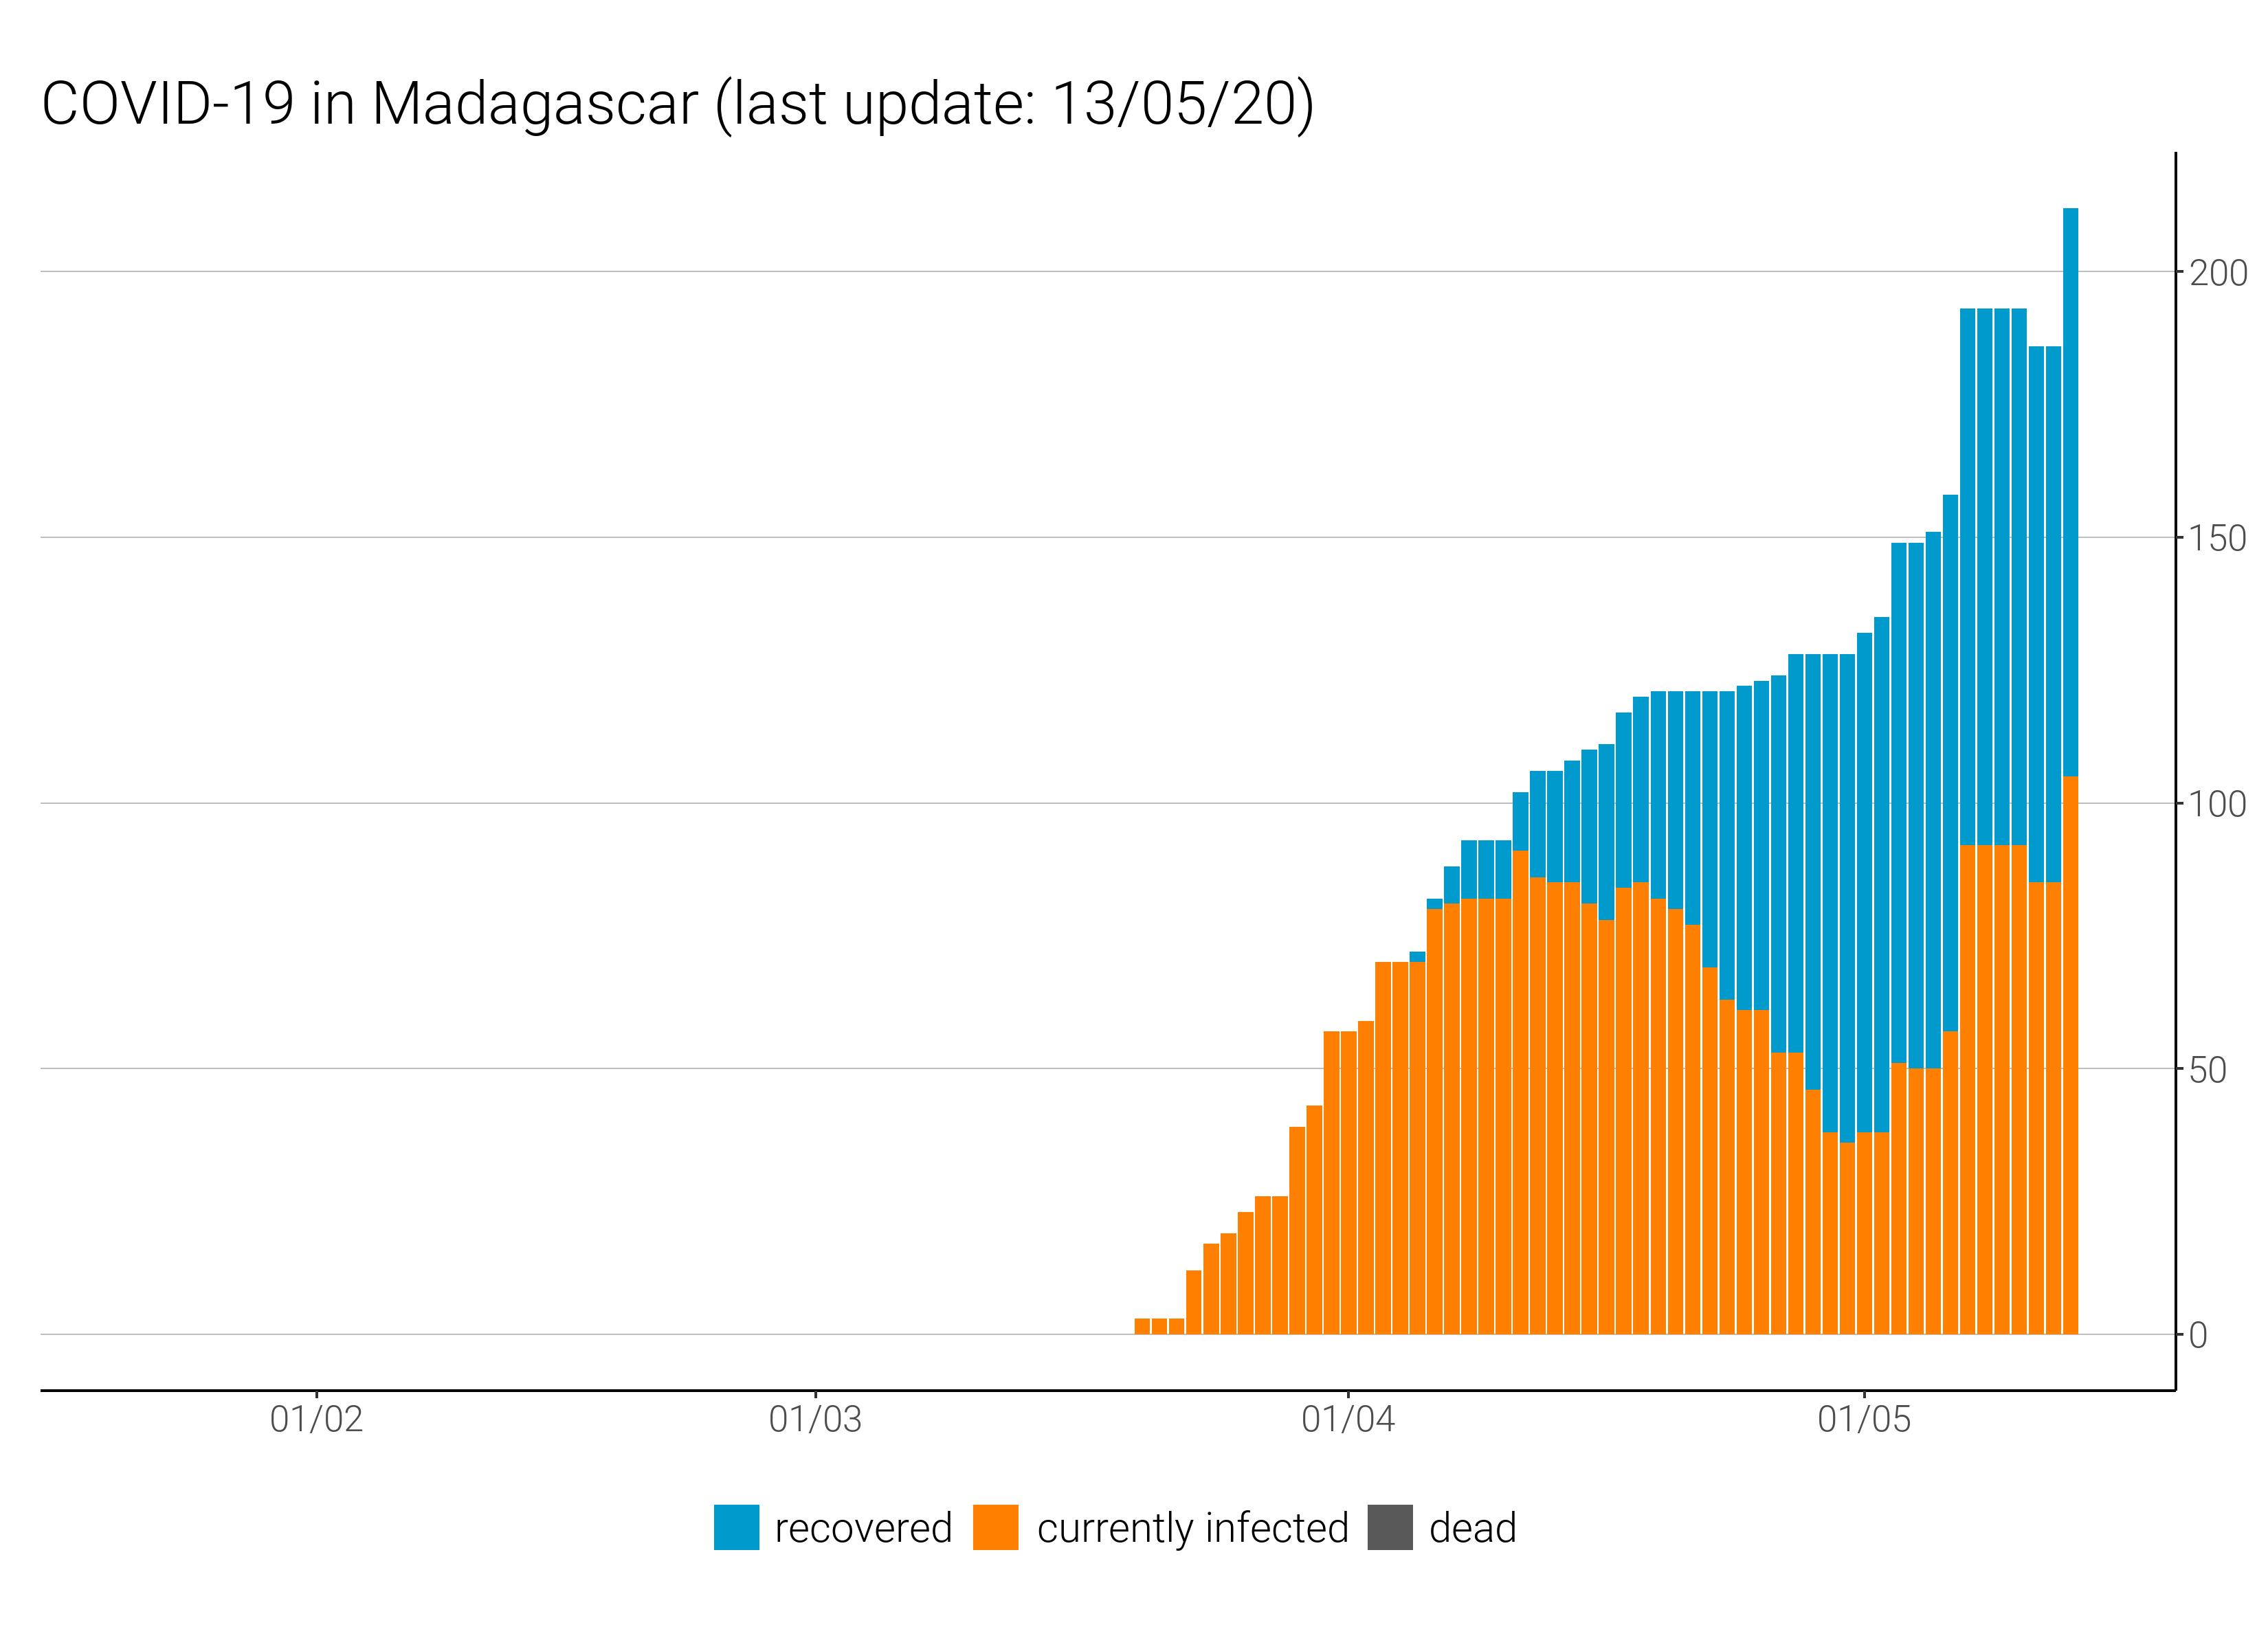 COVID-19 in Madagascar (last update: 13/05/20)
200
150
100
50
0
01/02 01/03 01/04 01/05
recovered currently infected dead